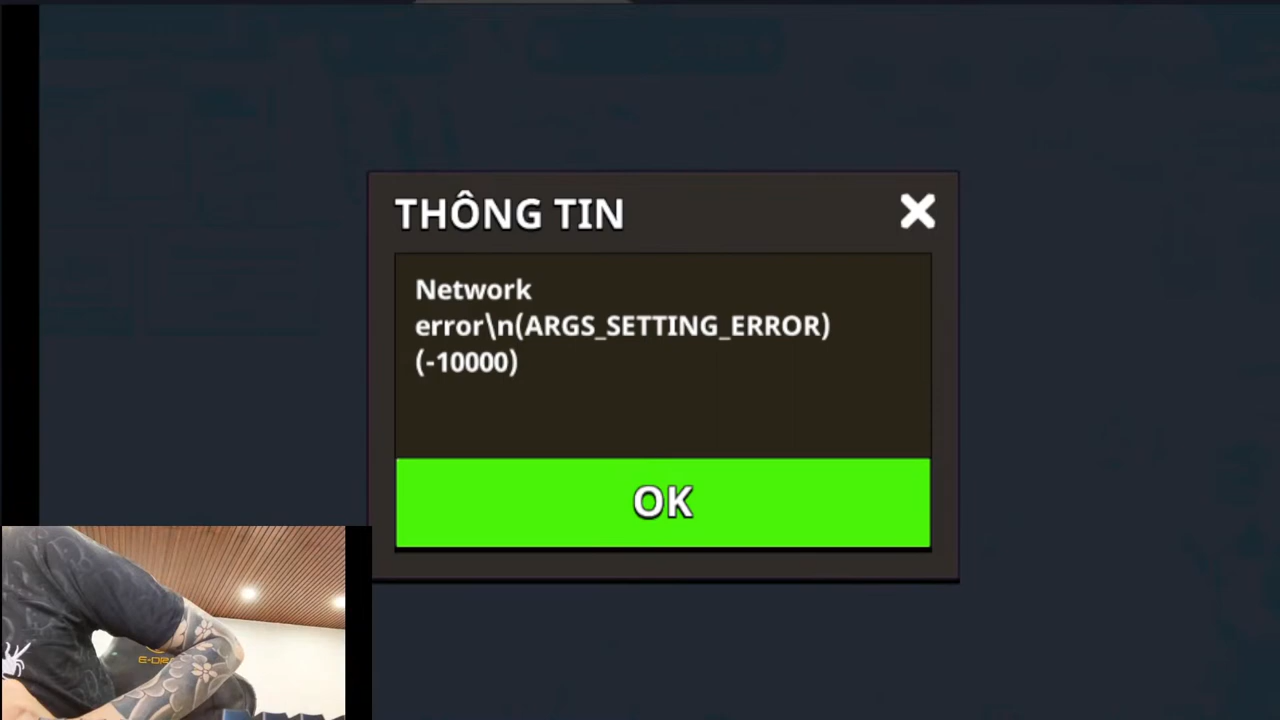 THÔNG TIN
Network
error\n(ARGS_SETTING_ERROR)
(-10000)
OK